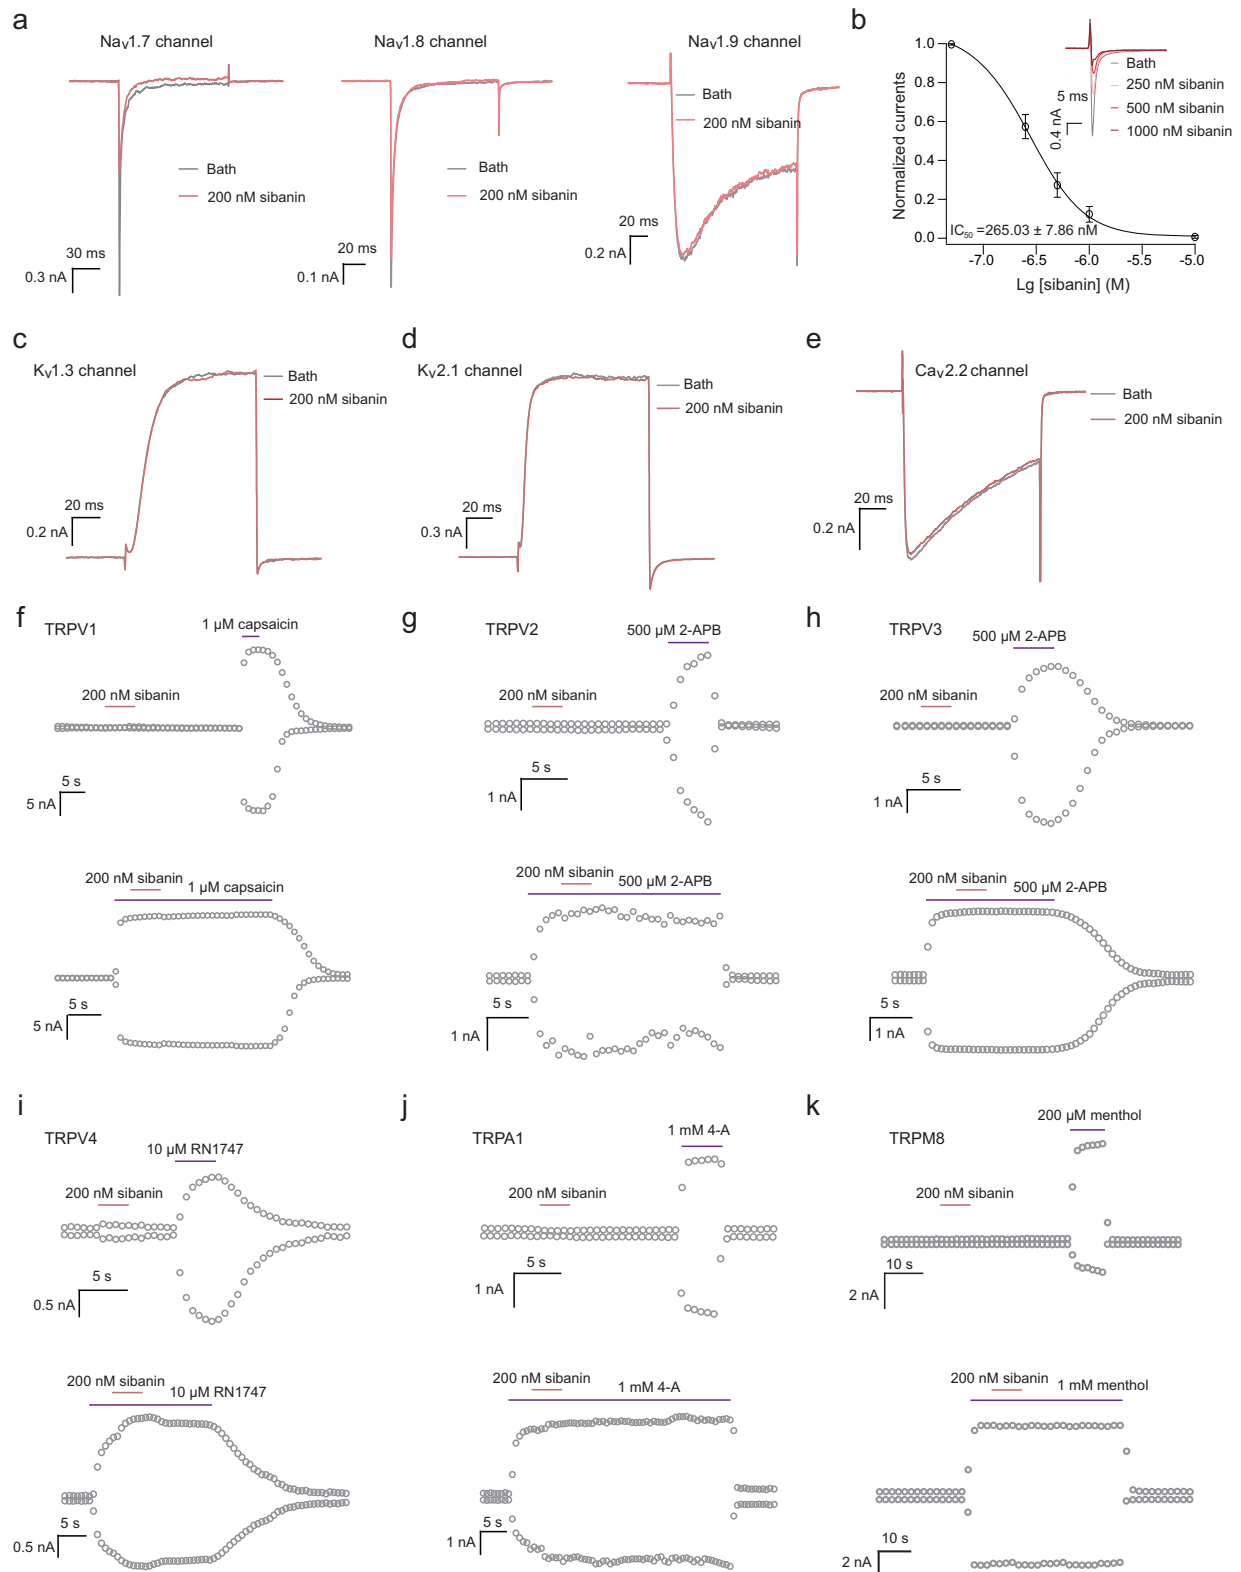 a
Nav1.7 channel
Bath
200 nM sibanin
30 ms
0.3 nA
Nav1.8 channel
Bath
200 nM sibanin
20 ms
0.1 nA
Nav1.9 channel
Bath
200 nM sibanin
20 ms
0.2 nA
b
Normalized currents
1.0
0.8
0.6
0.4
0.2
0.0
IC50 =265.03 ± 7.86 nM
-7.0 -6.5 -6.0 -5.5 -5.0
Lg [sibanin] (M)
Bath
250 nM sibanin
500 nM sibanin
1000 nM sibanin
5 ms
0.4 nA
c
Kv1.3 channel
Bath
200 nM sibanin
20 ms
0.2 nA
d
Kv2.1 channel
Bath
200 nM sibanin
20 ms
0.3 nA
e
Cav2.2 channel
Bath
200 nM sibanin
20 ms
0.2 nA
f
TRPV1
1 µM capsaicin
200 nM sibanin
5 s
5 nA
200 nM sibanin
1 µM capsaicin
5 s
5 nA
g
TRPV2
500 µM 2-APB
200 nM sibanin
5 s
1 nA
200 nM sibanin
500 µM 2-APB
5 s
1 nA
h
TRPV3
500 µM 2-APB
200 nM sibanin
5 s
1 nA
200 nM sibanin
500 µM 2-APB
5 s
1 nA
i
TRPV4
10 µM RN1747
200 nM sibanin
5 s
0.5 nA
200 nM sibanin
10 µM RN1747
5 s
0.5 nA
j
TRPA1
1 mM 4-A
200 nM sibanin
5 s
1 nA
200 nM sibanin
1 mM 4-A
5 s
1 nA
k
TRPM8
200 µM menthol
200 nM sibanin
10 s
2 nA
200 nM sibanin
1 mM menthol
10 s
2 nA